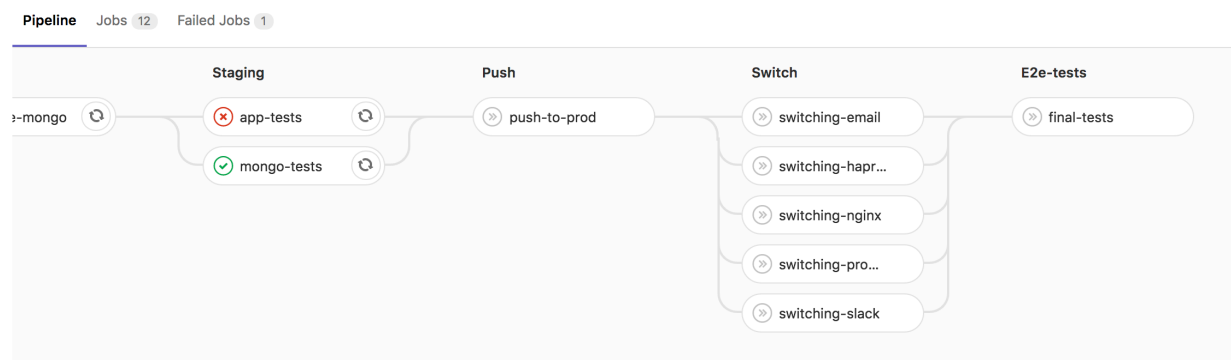 Pipeline Jobs 12 Failed Jobs 1
Staging Push Switch E2e-tests
e-mongo app-tests push-to-prod switching-email final-tests
mongo-tests switching-hapr...
switching-nginx
switching-pro...
switching-slack